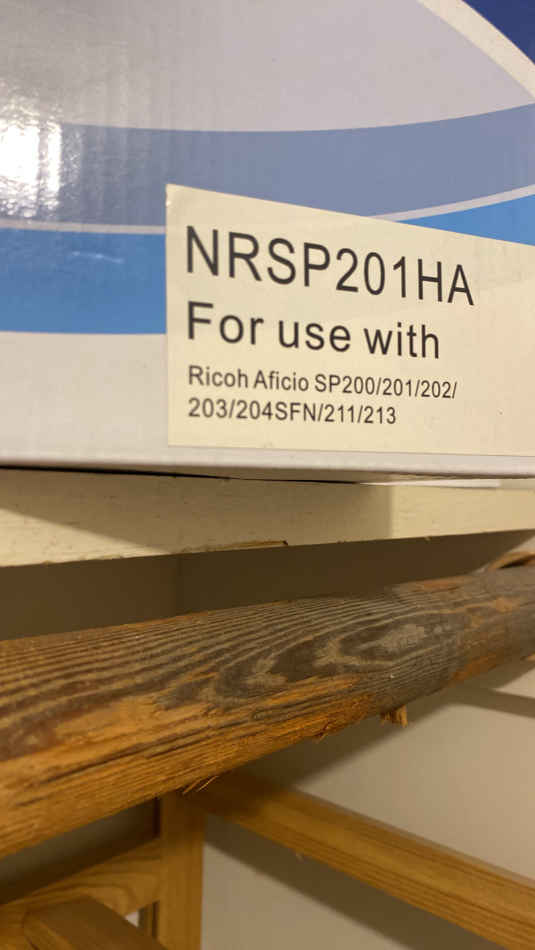 NRSP201HA
For use with
Ricoh Aficio SP200/201/202/
203/204SFN/211/213